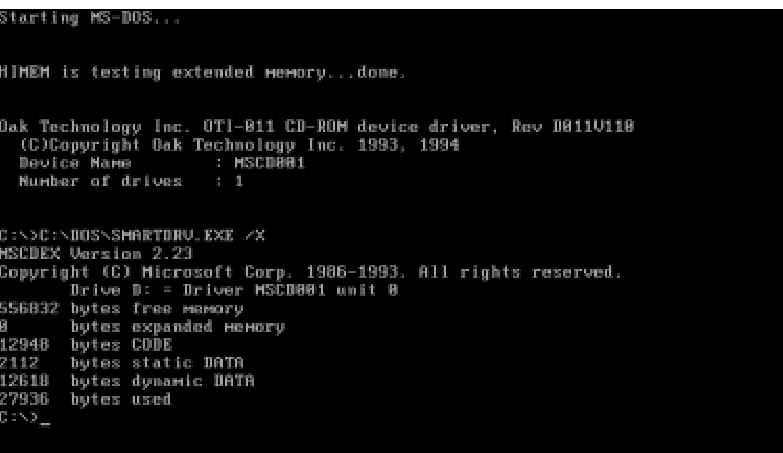 Starting MS-DOS...
HIMEM is testing extended memory...done.
Oak Technology Inc. OTI-011 CD-ROM device driver, Rev D011V110
(C)Copyright Oak Technology Inc. 1993, 1994
Device Name : MSCD001
Number of drives : 1
C:\>C:\DOS\SMARTDRV.EXE /X
MSCDEX Version 2.23
Copyright (C) Microsoft Corp. 1986-1993. All rights reserved.
Drive D: = Driver MSCD001 unit 0
556832 bytes free memory
0 bytes expanded memory
12948 bytes CODE
2112 bytes static DATA
12618 bytes dynamic DATA
27936 bytes used
C:\>_